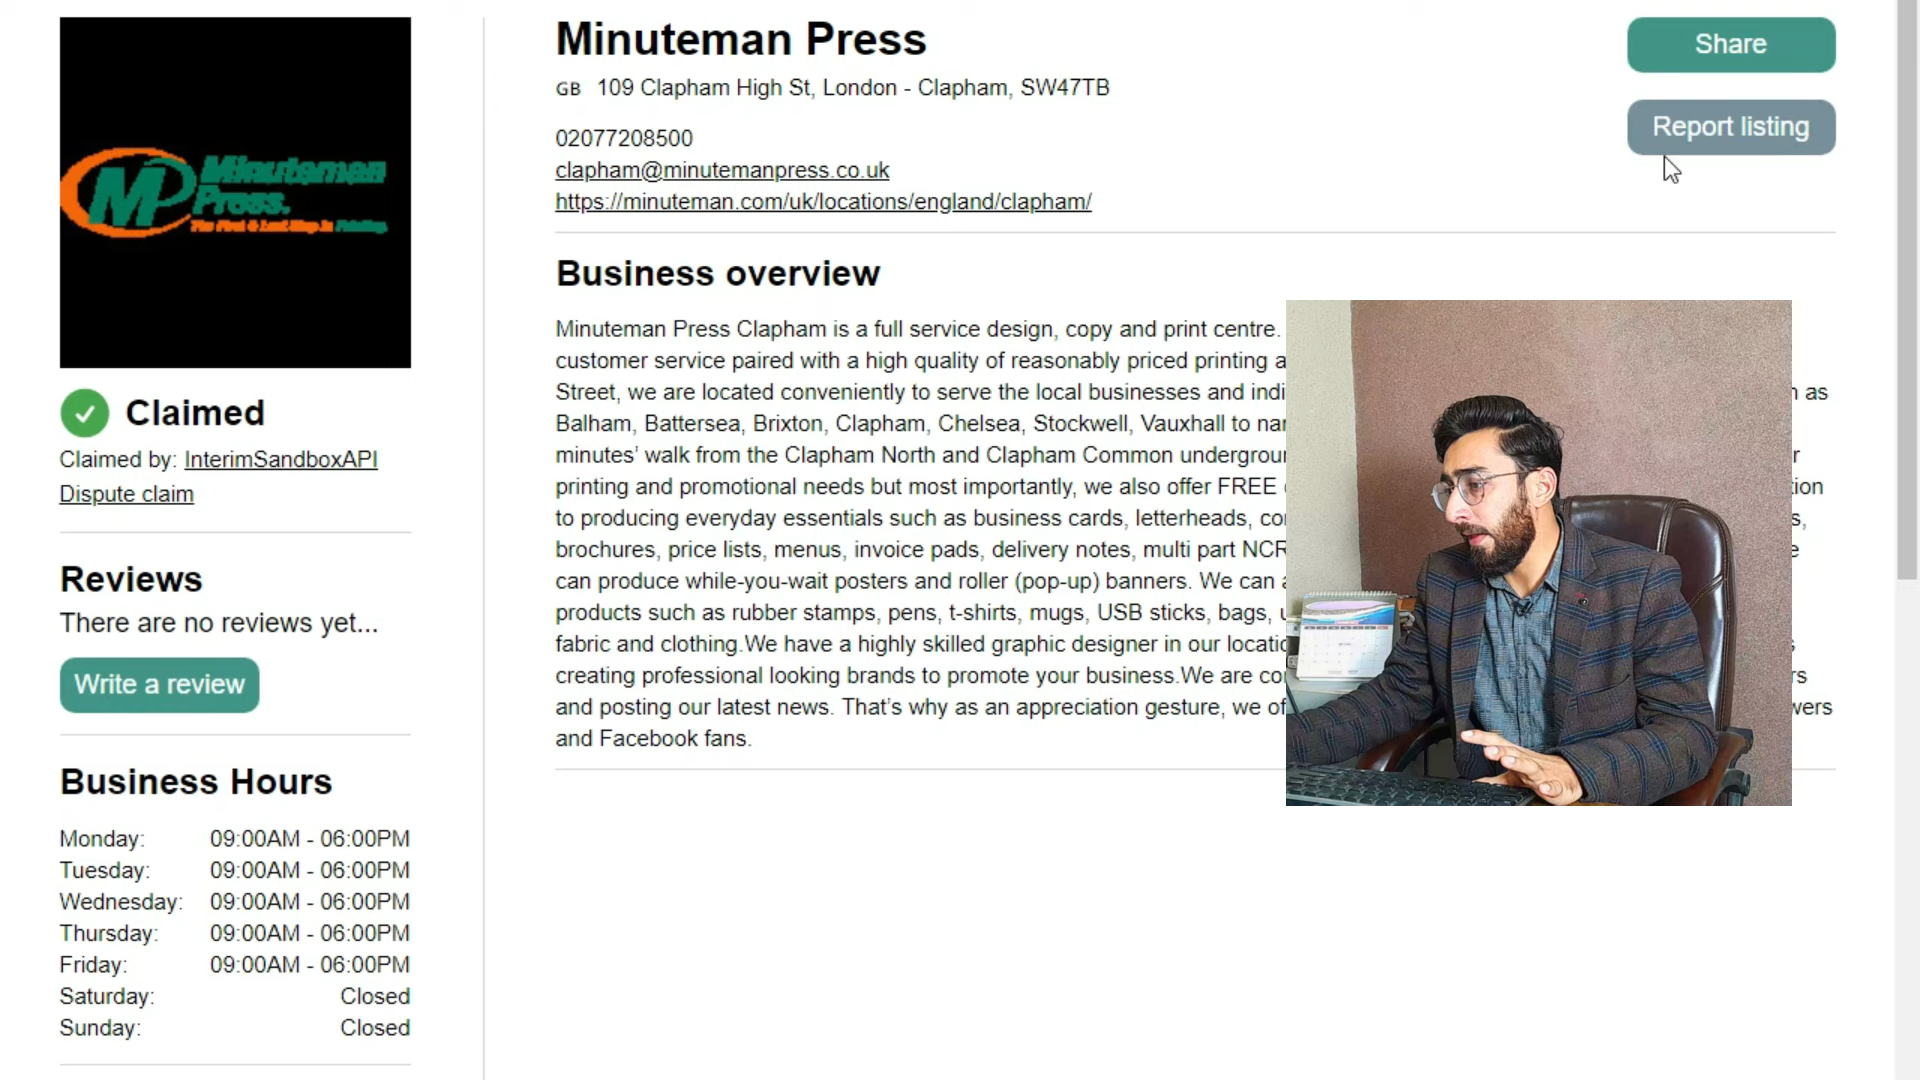 Minuteman Press
GB 109 Clapham High St, London - Clapham, SW47TB
02077208500
clapham@minutemanpress.co.uk
https://minuteman.com/uk/locations/england/clapham/
Share
Report listing
MP Minuteman
Press.
The First & Last Step In Printing.
Claimed
Claimed by: InterimSandboxAPI
Dispute claim
Reviews
There are no reviews yet...
Write a review
Business Hours
Monday: 09:00AM - 06:00PM
Tuesday: 09:00AM - 06:00PM
Wednesday: 09:00AM - 06:00PM
Thursday: 09:00AM - 06:00PM
Friday: 09:00AM - 06:00PM
Saturday: Closed
Sunday: Closed
Business overview
Minuteman Press Clapham is a full service design, copy and print centre.
customer service paired with a high quality of reasonably priced printing
Street, we are located conveniently to serve the local businesses and as
Balham, Battersea, Brixton, Clapham, Chelsea, Stockwell, Vauxhall to
minutes’ walk from the Clapham North and Clapham Common
printing and promotional needs but most importantly, we also offer FREE
to producing everyday essentials such as business cards, letterheads,
brochures, price lists, menus, invoice pads, delivery notes, multi part NCR
can produce while-you-wait posters and roller (pop-up) banners. We can
products such as rubber stamps, pens, t-shirts, mugs, USB sticks, bags,
fabric and clothing.We have a highly skilled graphic designer in our
creating professional looking brands to promote your business.We are
and posting our latest news. That’s why as an appreciation gesture, we
and Facebook fans.